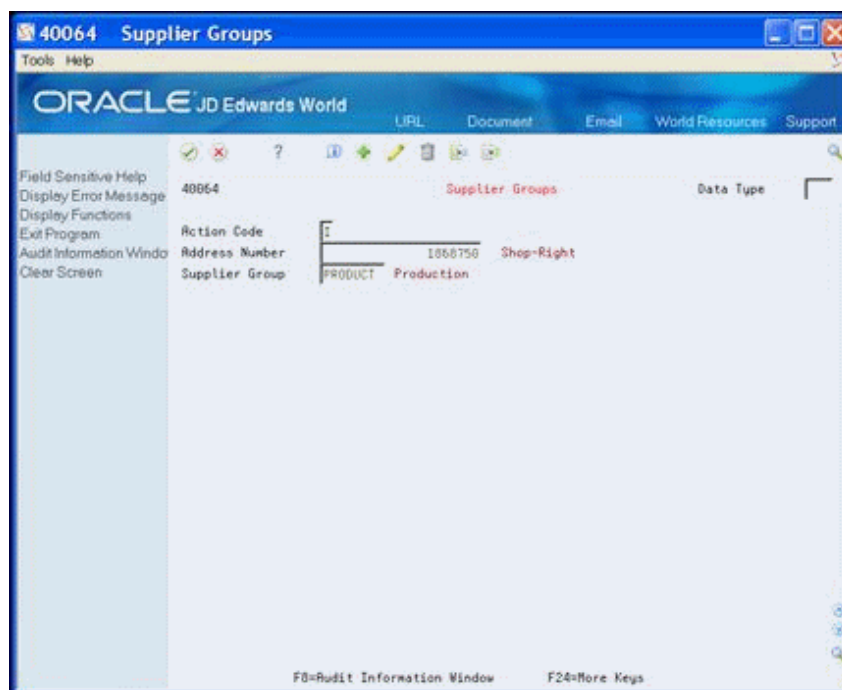 40064 Supplier Groups
Tools Help
ORACLE JD Edwards World
URL Document Email World Resources Support
Field Sensitive Help
Display Error Message
Display Functions
Exit Program
Audit Information Windo
Clear Screen
40064 Supplier Groups Data Type
Action Code I
Address Number 1868750 Shop-Right
Supplier Group PRODUCT Production
F8=Audit Information Window F24=More Keys